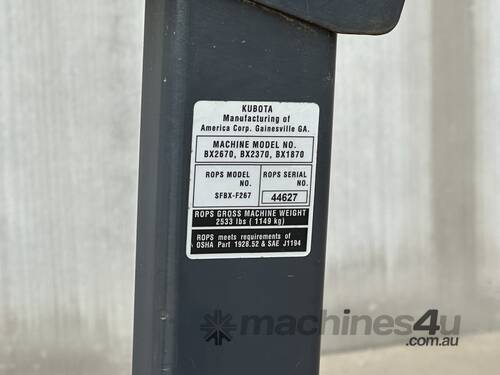 KUBOTA
Manufacturing of
America Corp. Gainesville GA.
MACHINE MODEL NO.
BX2670, BX2370, BX1870
ROPS MODEL NO.
SFBX-F267
ROPS SERIAL NO.
44627
ROPS GROSS MACHINE WEIGHT
2533 lbs ( 1149 kg)
ROPS meets requirements of
OSHA Part 1928.52 & SAE J1194
machines4u
.com.au